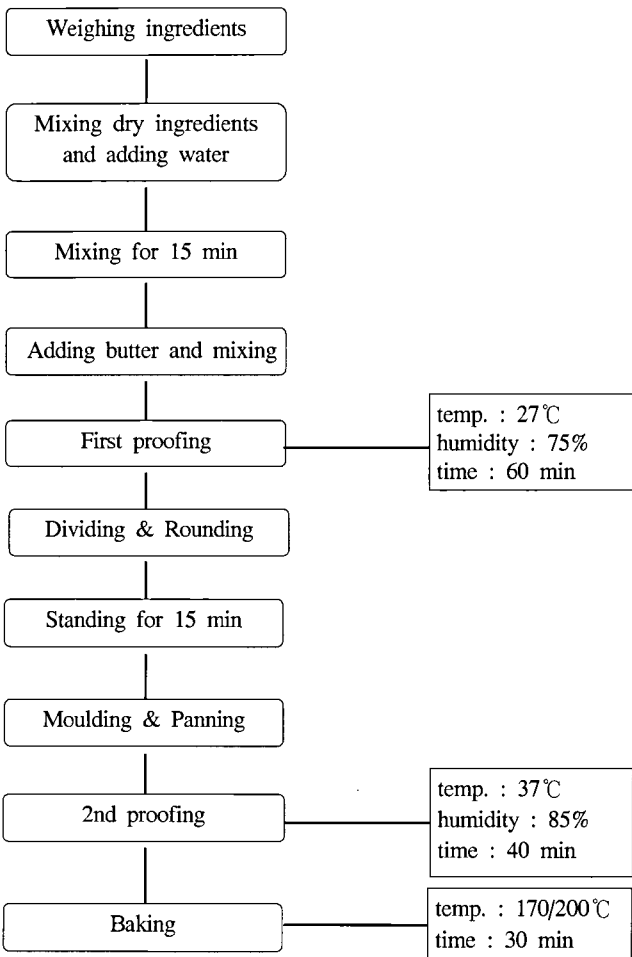 Weighing ingredients
Mixing dry ingredients
and adding water
Mixing for 15 min
Adding butter and mixing
First proofing
temp. : 27℃
humidity : 75%
time : 60 min
Dividing & Rounding
Standing for 15 min
Moulding & Panning
2nd proofing
temp. : 37℃
humidity : 85%
time : 40 min
Baking
temp. : 170/200℃
time : 30 min